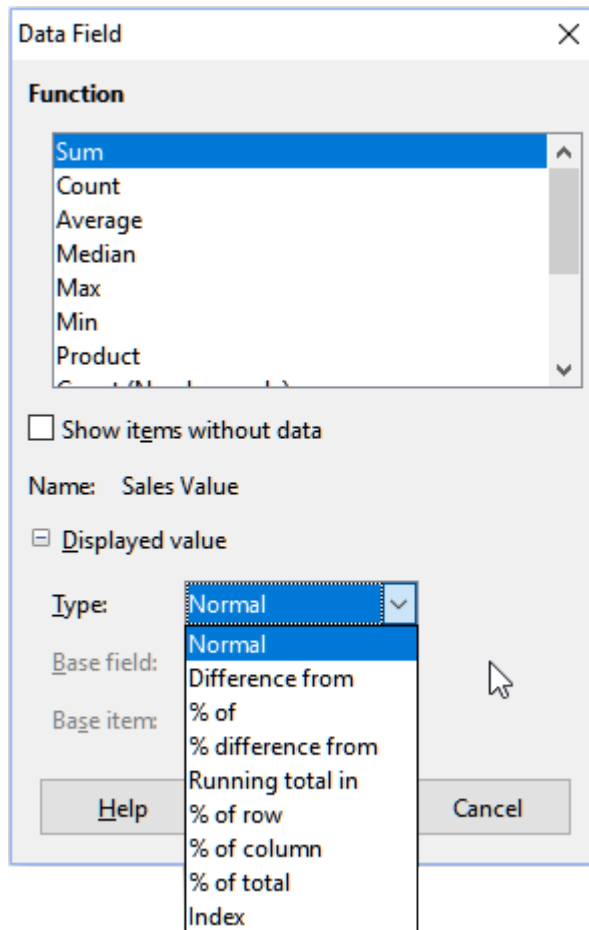 Data Field
Function
Sum
Count
Average
Median
Max
Min
Product
Show items without data
Name: Sales Value
Displayed value
Type: Normal
Normal
Base field:
Difference from
Base item:
% of
% difference from
Running total in
Help
% of row
Cancel
% of column
% of total
Index